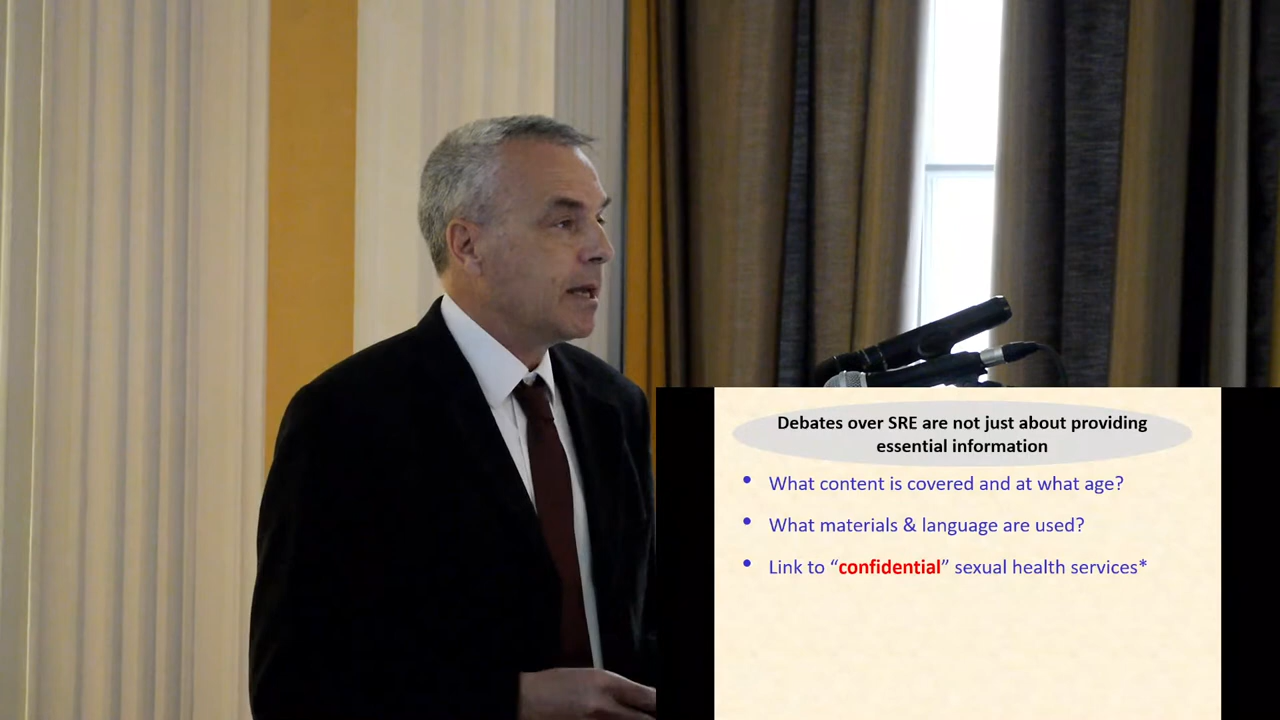 Debates over SRE are not just about providing
essential information
• What content is covered and at what age?
• What materials & language are used?
• Link to “confidential” sexual health services*